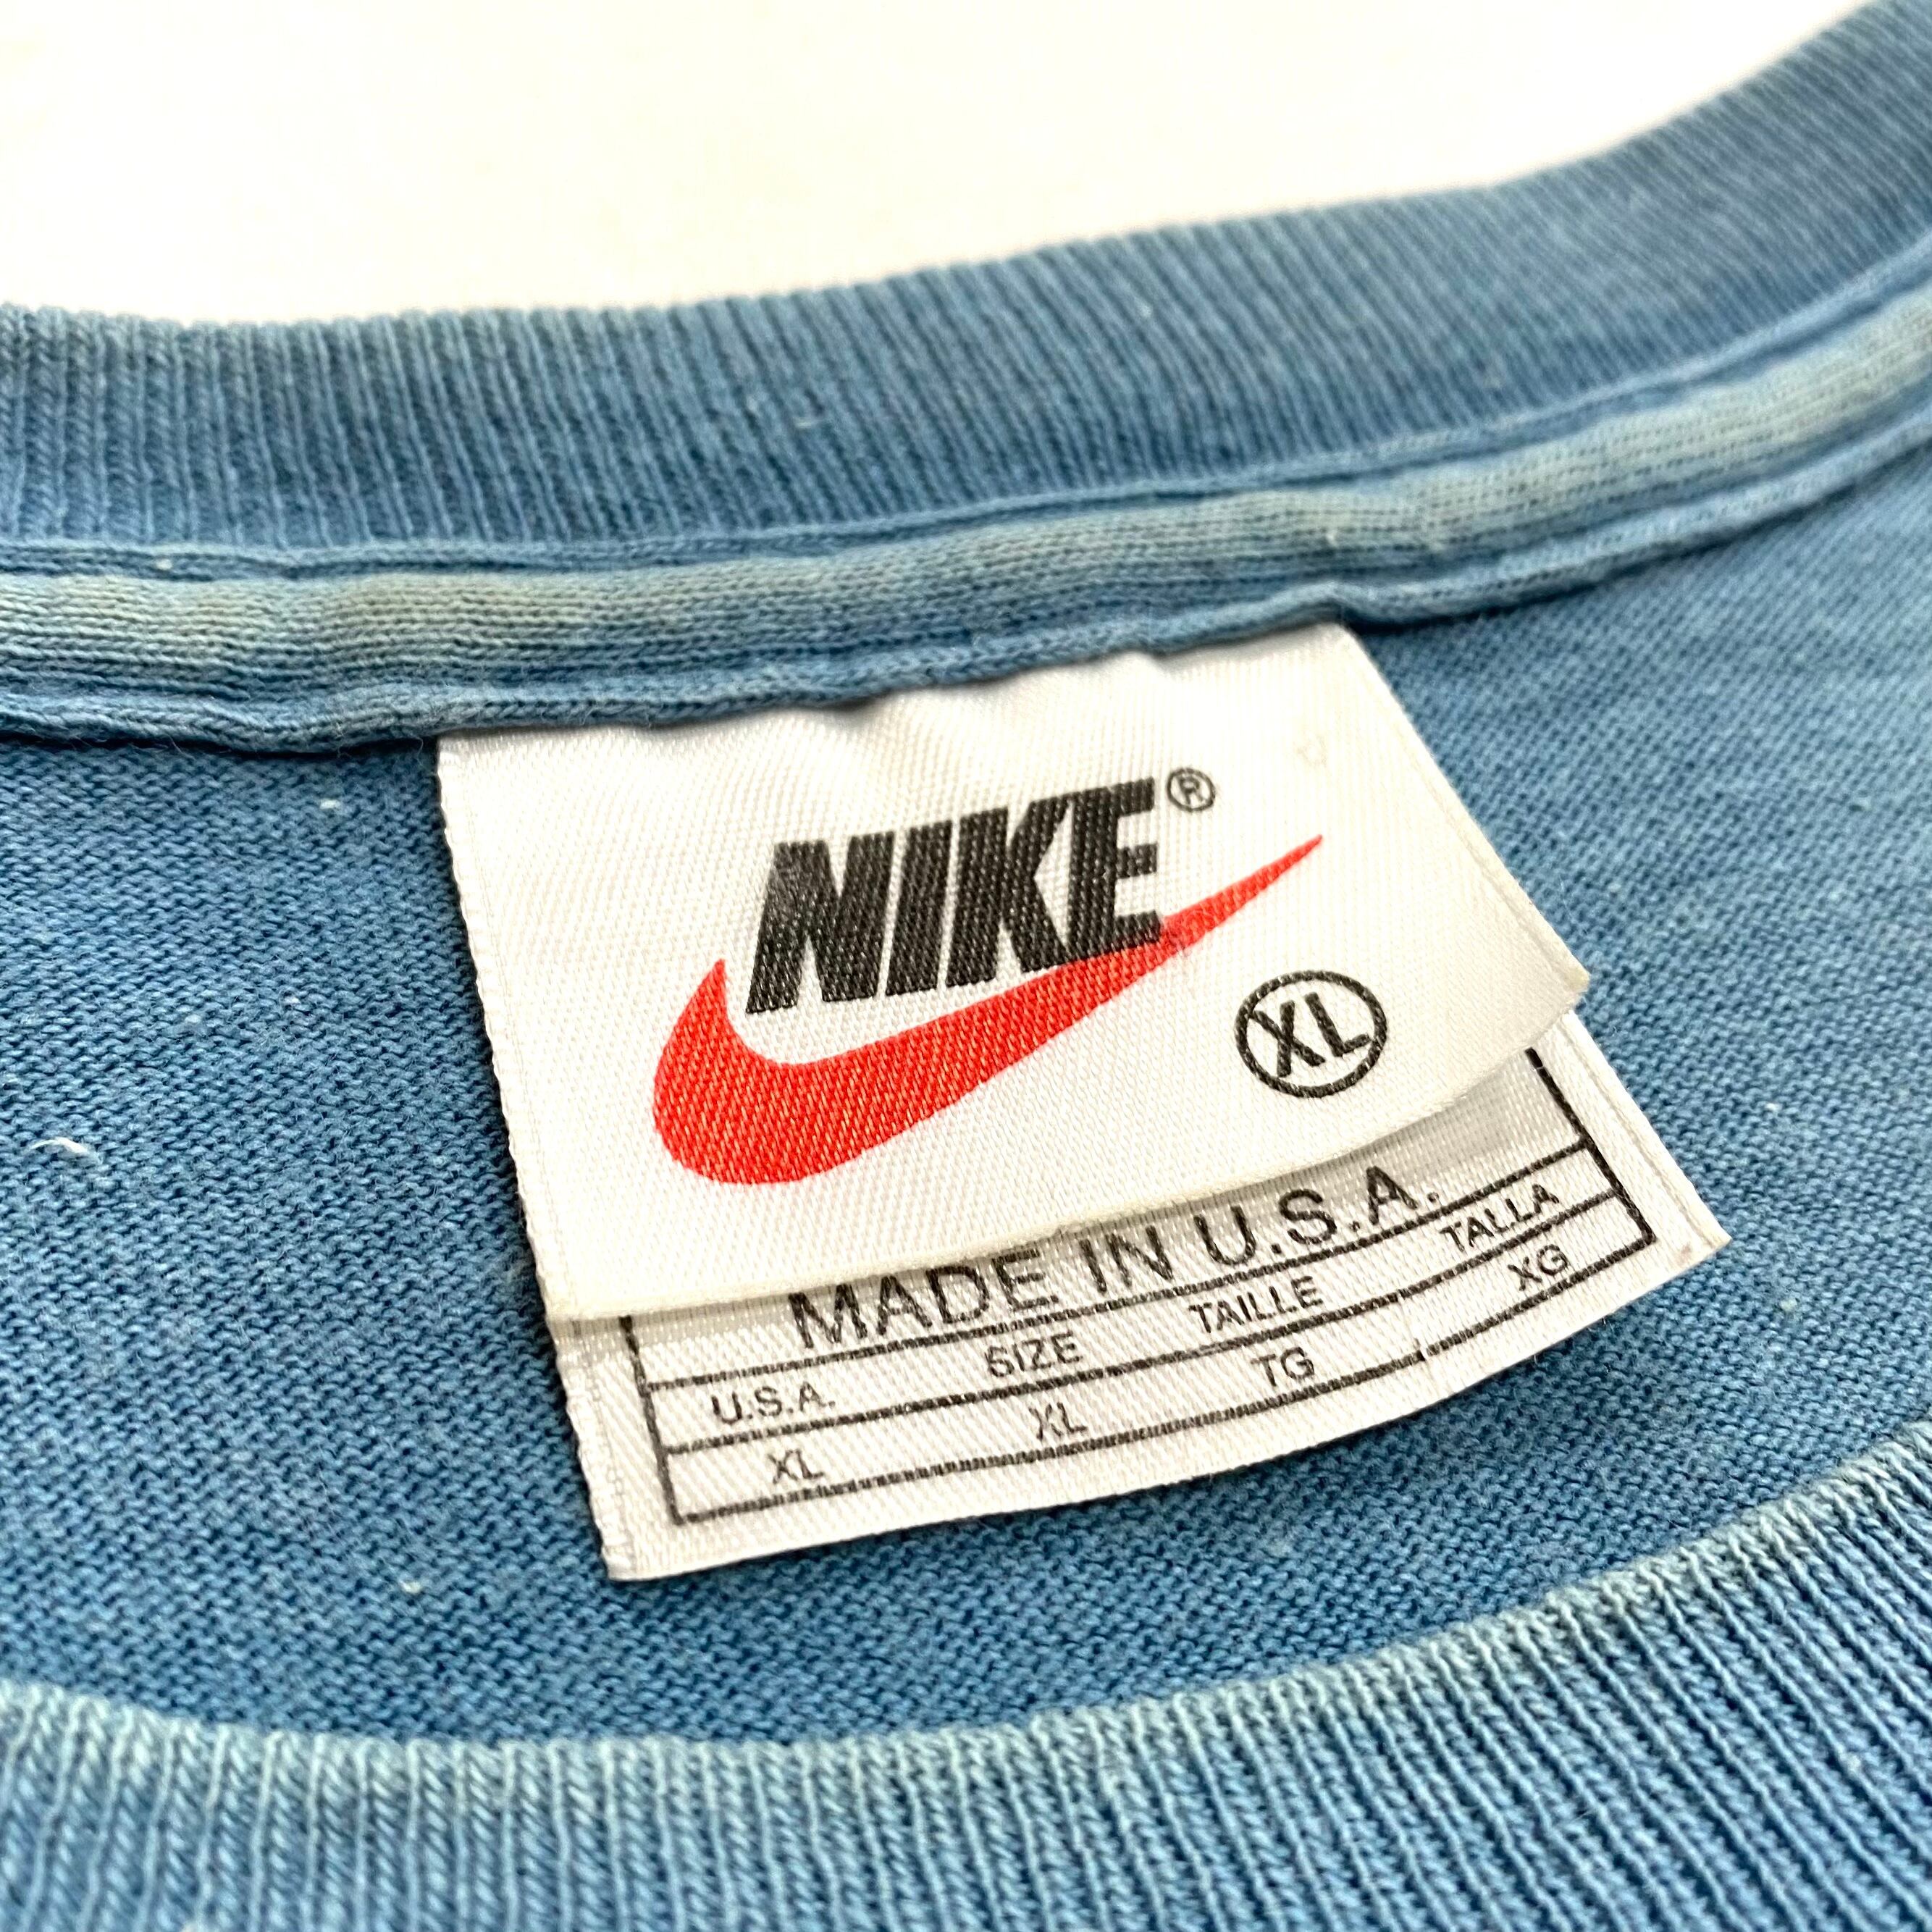 NIKE®
XL
MADE IN U.S.A.
U.S.A. SIZE TAILLE TALLA
XL XL TG XG